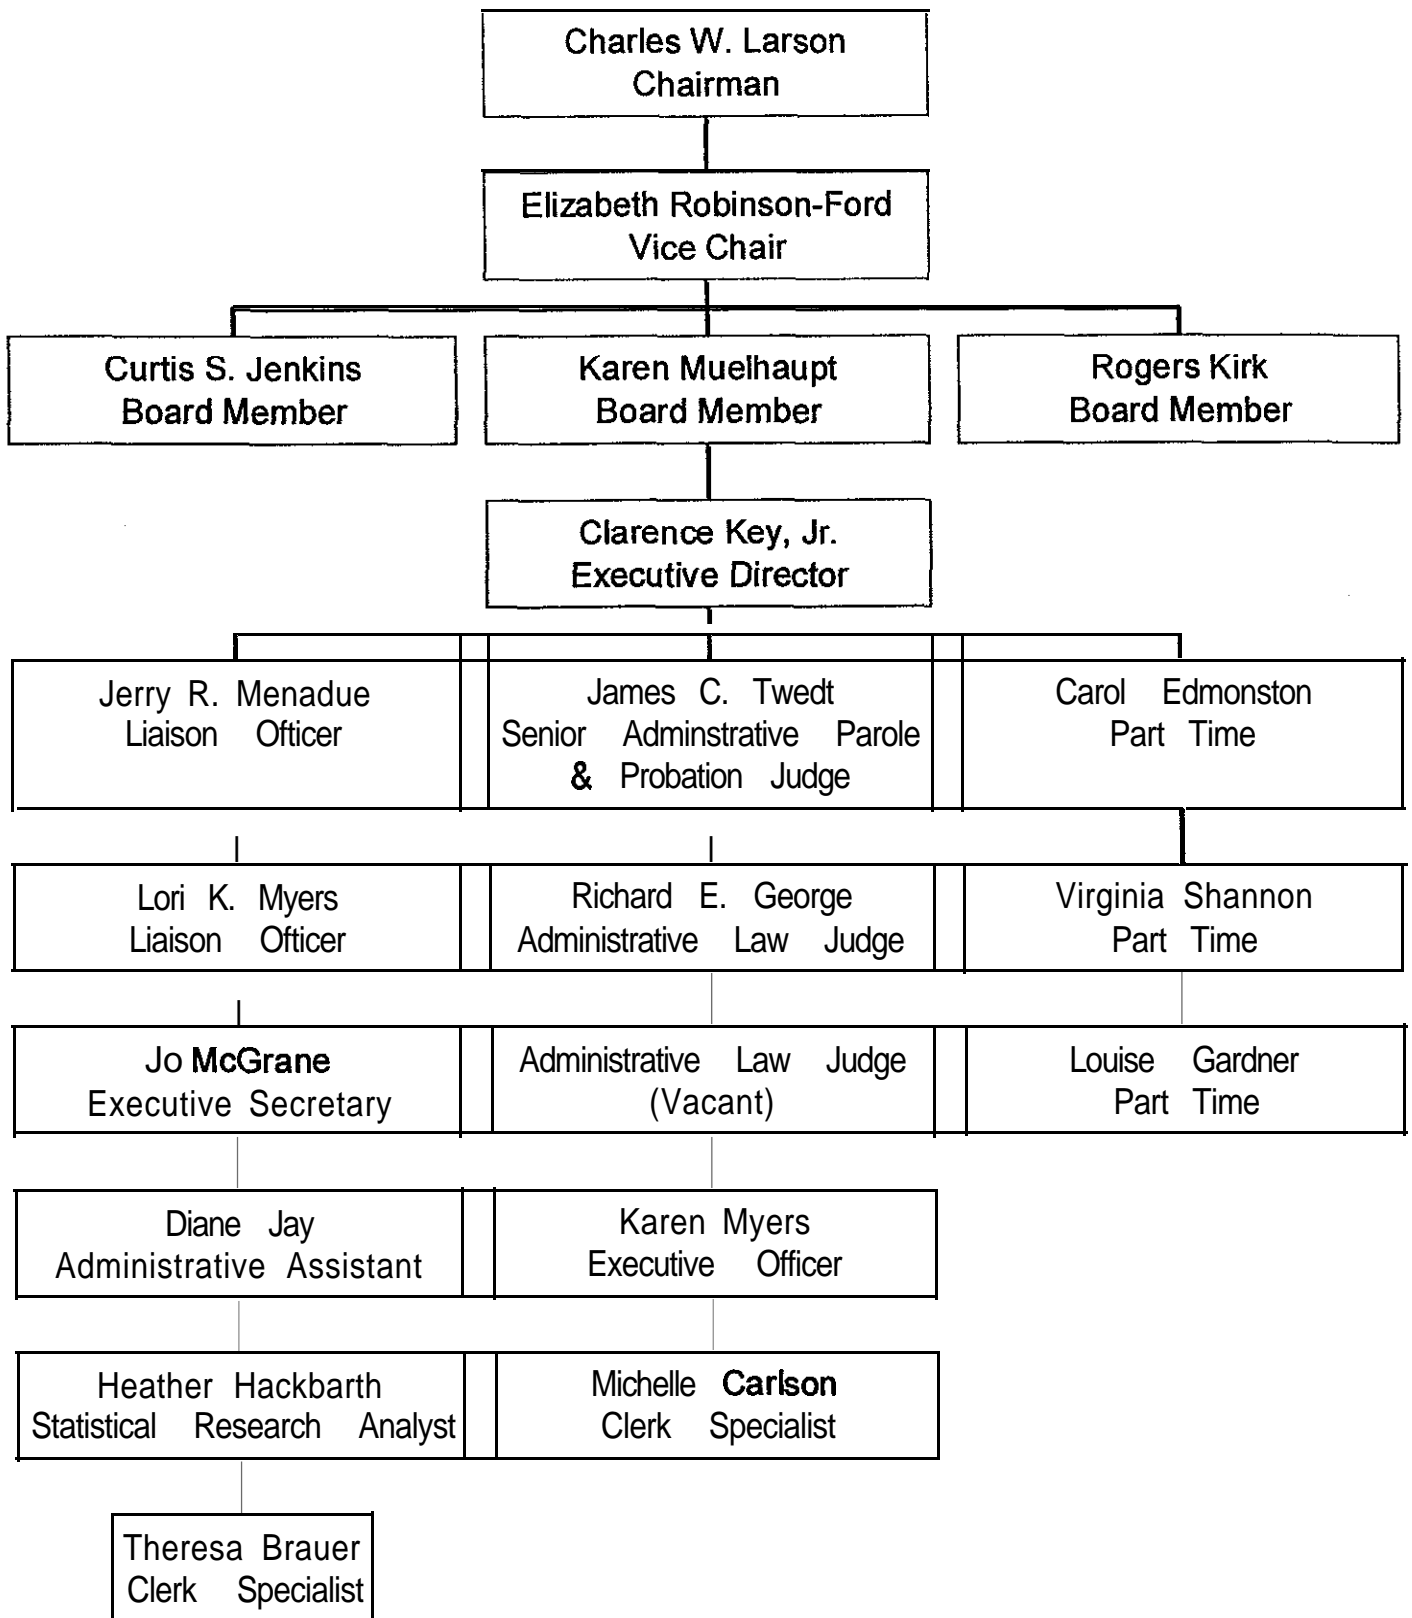 Charles W. Larson
Chairman
Elizabeth Robinson-Ford
Vice Chair
Curtis S. Jenkins
Board Member
Karen Muelhaupt
Board Member
Rogers Kirk
Board Member
Clarence Key, Jr.
Executive Director
Jerry R. Menadue
Liaison Ofticer
James C. Twedt
Senior Adminstrative Parole
& Probation Judge
Carol Edmonston
Part Time
Lori K. Myers
Liaison Officer
Richard E. George
Administrative Law Judge
Virginia Shannon
Part Time
Jo McGrane
Executive Secretary
Administrative Law Judge
(Vacant)
Louise Gardner
Part Time
Diane Jay
Administrative Assistant
Karen Myers
Executive Officer
Heather Hackbarth
Statistical Research Analyst
Michelle Carlson
Clerk Specialist
Theresa Brauer
Clerk Specialist